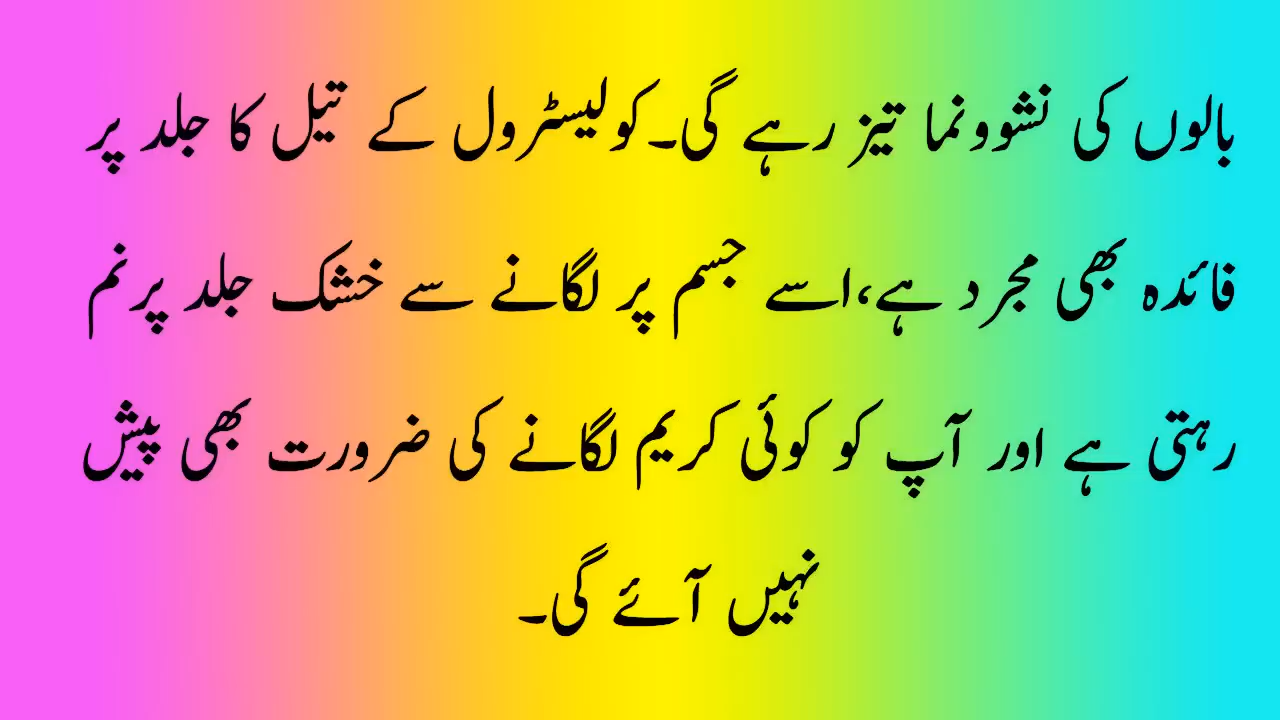 بالوں کی نشوونما تیز رہے گی۔کولیسٹرول کے تیل کا جلد پر
فائدہ بھی مجرد ہے،اسے جسم پر لگانے سے خشک جلد پرنم
رہتی ہے اور آپ کو کوئی کریم لگانے کی ضرورت بھی پیش
نہیں آئے گی۔